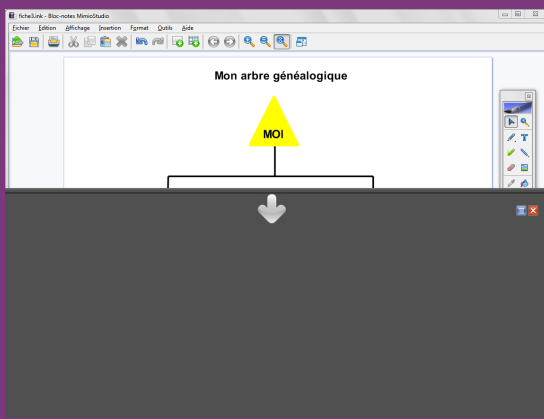 fiche3.ink - Bloc-notes MimioStudio
Fichier Edition Affichage Insertion Format Outils Aide
Mon arbre généalogique
MOI
T